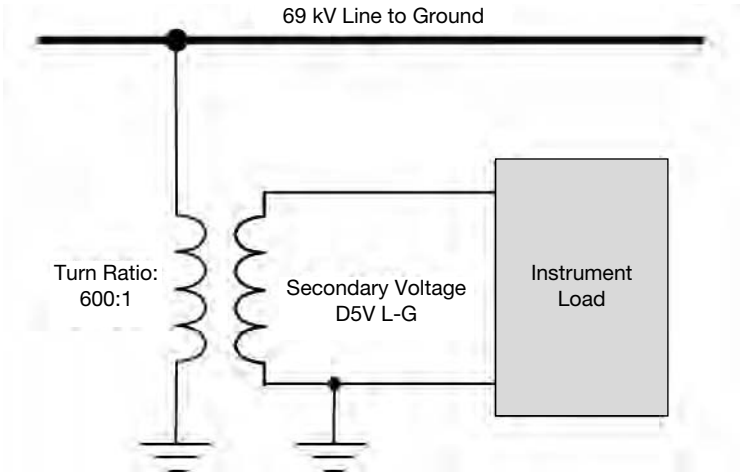 69 kV Line to Ground
Turn Ratio:
600:1
Secondary Voltage
D5V L-G
Instrument
Load